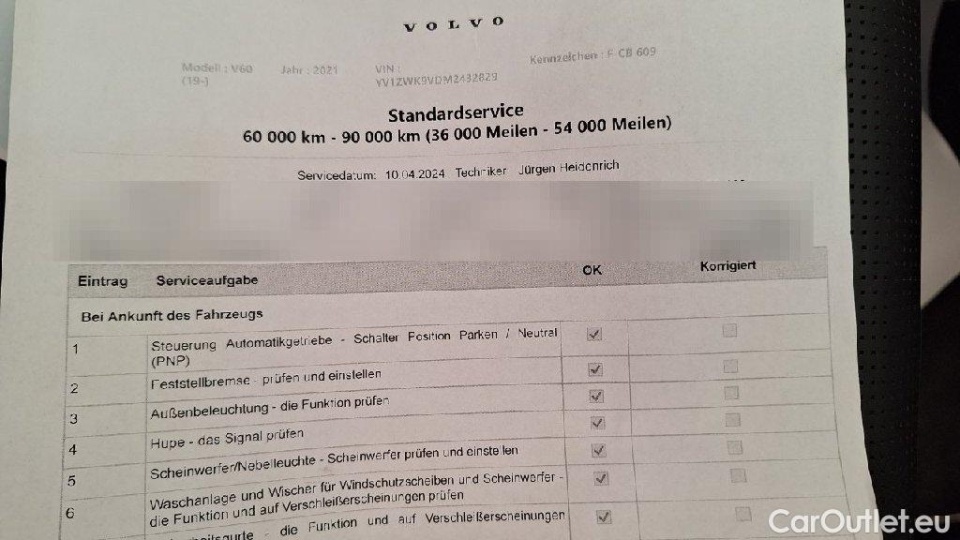 VOLVO
Modell : V60 Jahr : 2021 VIN : Kennzeichen : F CB 609
(19-) YV1ZWK9VDM2432829
Standardservice
60 000 km - 90 000 km (36 000 Meilen - 54 000 Meilen)
Servicedatum: 10.04.2024 Techniker Jürgen Heidenrich
Eintrag Serviceaufgabe OK Korrigiert
Bei Ankunft des Fahrzeugs
1 Steuerung Automatikgetriebe - Schalter Position Parken / Neutral
(PNP)
2 Feststellbremse - prüfen und einstellen
3 Außenbeleuchtung - die Funktion prüfen
4 Hupe - das Signal prüfen
5 Scheinwerfer/Nebelleuchte - Scheinwerfer prüfen und einstellen
6 Waschanlage und Wischer für Windschutzscheiben und Scheinwerfer -
die Funktion und auf Verschleißerscheinungen prüfen
- die Funktion und auf Verschleißerscheinungen
CarOutlet.eu